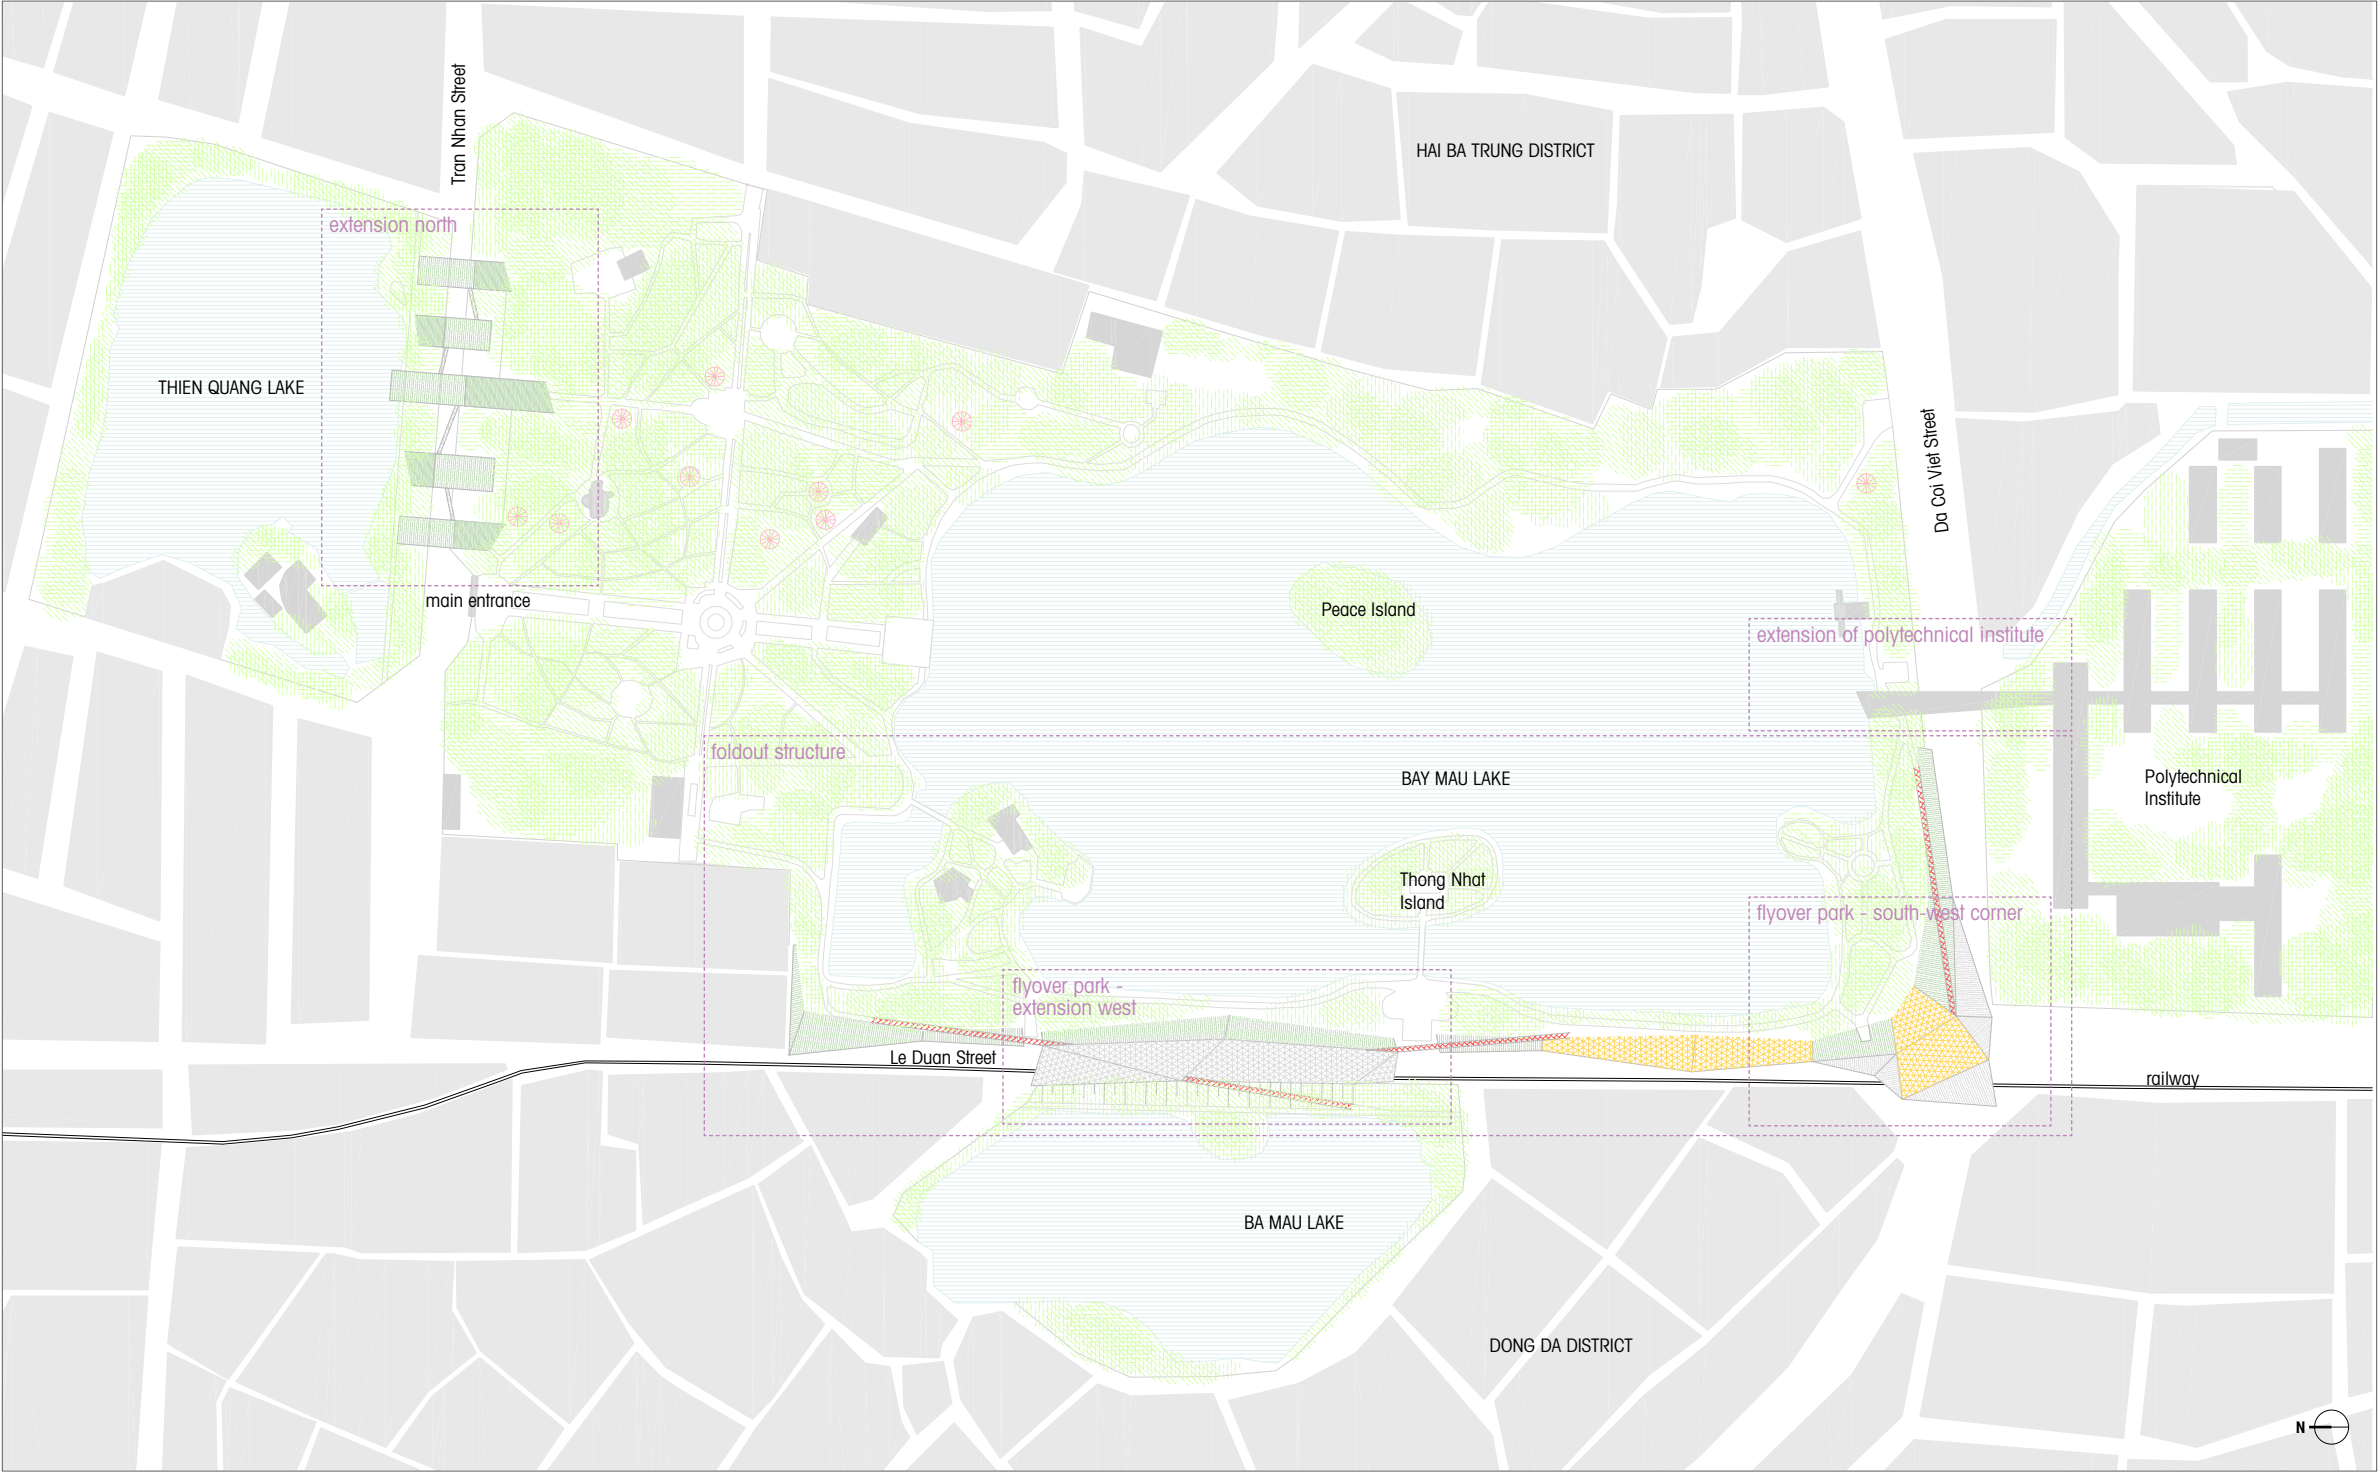 Tran Nhan Street
HAI BA TRUNG DISTRICT
extension north
THIEN QUANG LAKE
Da Coi Viet Street
main entrance
Peace Island
extension of polytechnical institute
foldout structure
BAY MAU LAKE
Polytechnical
Institute
Thong Nhat
Island
flyover park - south-west corner
flyover park -
extension west
Le Duan Street
railway
BA MAU LAKE
DONG DA DISTRICT
N